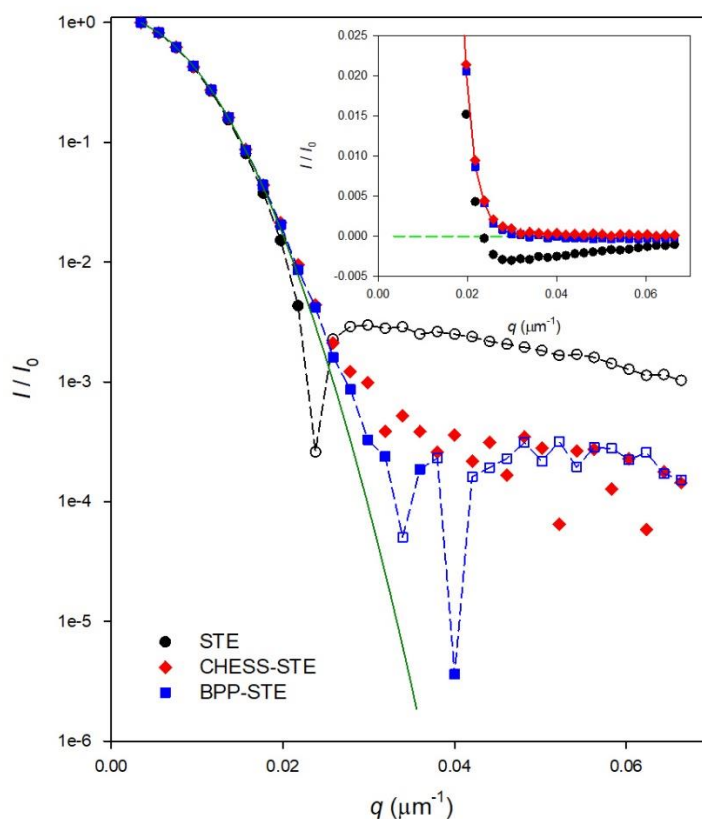 1e+0
1e-1
1e-2
1e-3
1e-4
1e-5
1e-6
I / I0
0.00
0.02
0.04
0.06
q (μm-1)
STE
CHESS-STE
BPP-STE
0.025
0.020
0.015
0.010
0.005
0.000
-0.005
I / I0
0.00
0.02
0.04
0.06
q (μm-1)